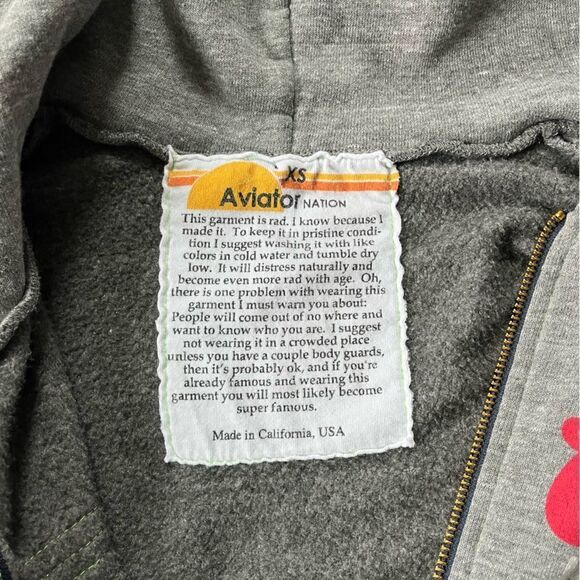 XS
Aviator NATION
This garment is rad. I know because I
made it. To keep it in pristine condi-
tion I suggest washing it with like
colors in cold water and tumble dry
low. It will distress naturally and
become even more rad with age. Oh,
there is one problem with wearing this
garment I must warn you about:
People will come out of no where and
want to know who you are. I suggest
not wearing it in a crowded place
unless you have a couple body guards,
then it's probably ok, and if you're
already famous and wearing this
garment you will most likely become
super famous.
Made in California, USA